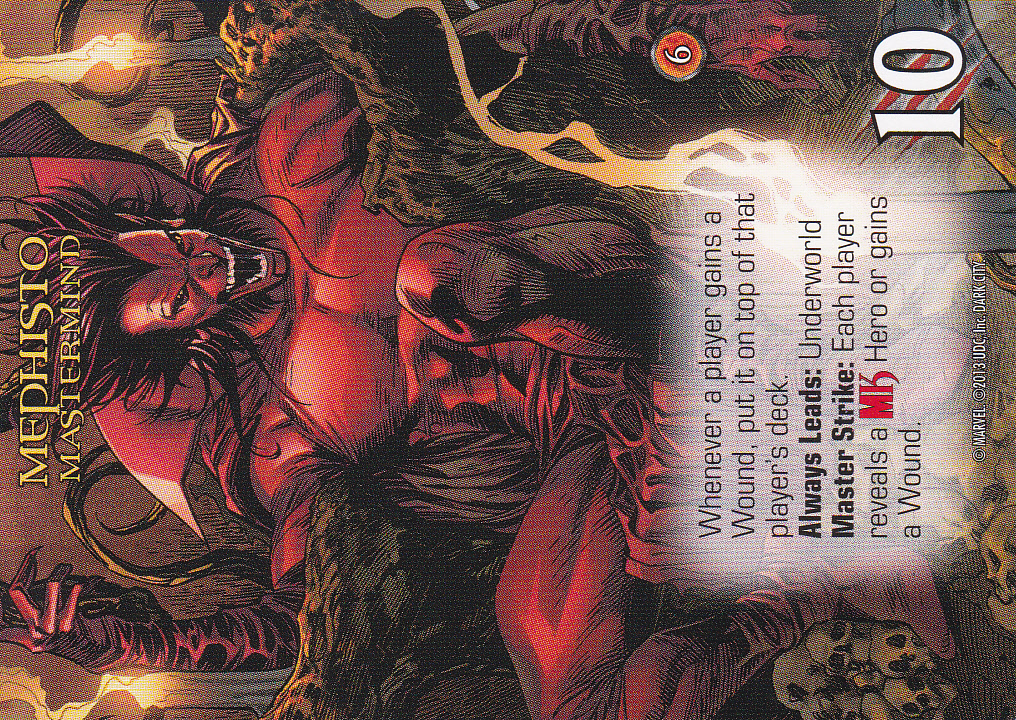 MEPHISTO
MASTERMIND
6
Whenever a player gains a
Wound, put it on top of that
player's deck.
Always Leads: Underworld
Master Strike: Each player
reveals a MK Hero or gains
a Wound.
10
© MARVEL. ©2013 UDC, Inc. DARK CITY.